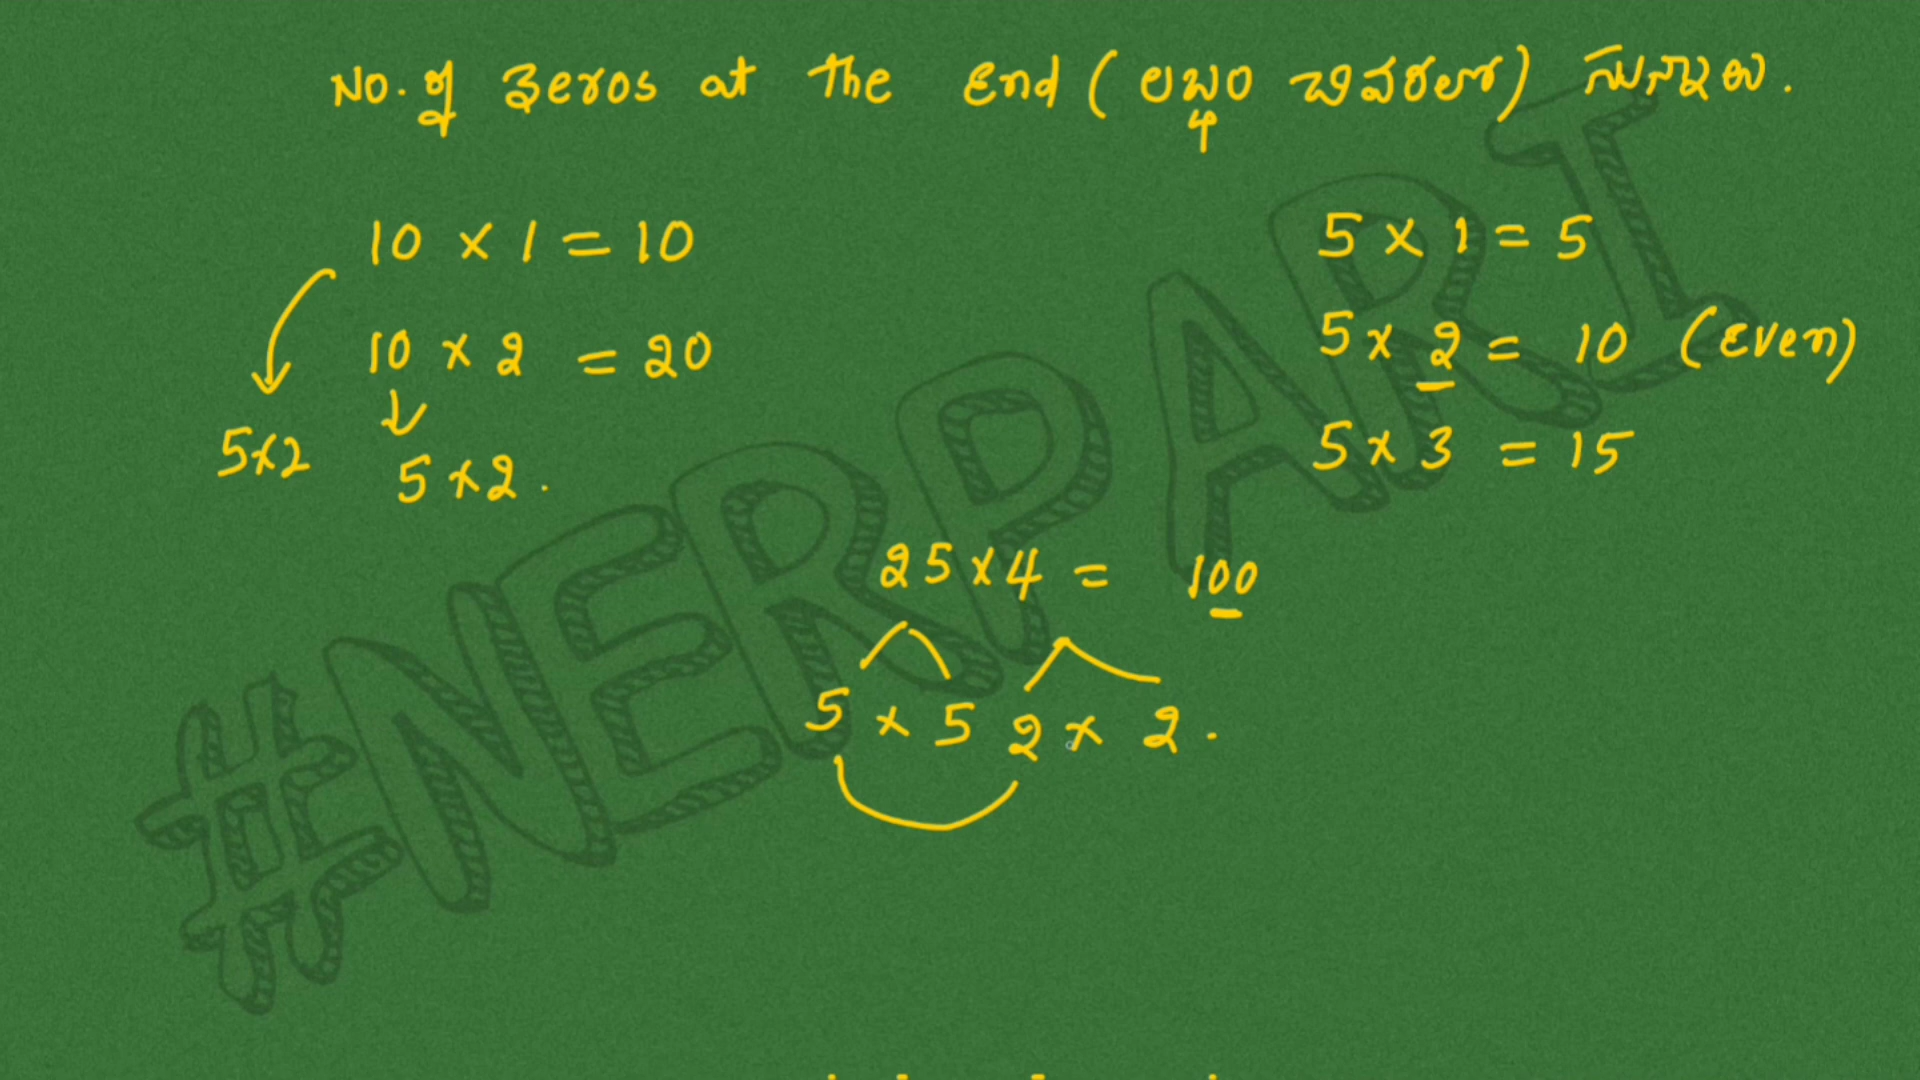 No. of Zeros at the End (లబ్ధం చివరలో) సున్నాలు.
10 × 1 = 10
10 × 2 = 20
5×2
5×2.
5 × 1 = 5
5 × 2 = 10 (Even)
5 × 3 = 15
25×4 = 100
5 × 5 2 × 2.
#NERPARI